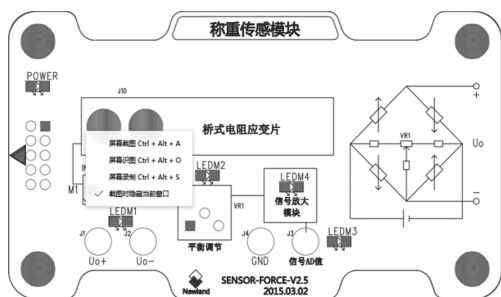 称重传感模块
POWER
J10
桥式电阻应变片
屏幕截图 Ctrl + Alt + A
屏幕识图 Ctrl + Alt + O
屏幕录制 Ctrl + Alt + S
截图时隐藏当前窗口
M1
LEDM2
LEDM4
信号放大
模块
VR1
LEDM1
J1
J2
Uo+
Uo-
平衡调节
J4
GND
J3
信号AD值
LEDM3
VR1
+
Uo
-
Newland
SENSOR-FORCE-V2.5
2015.03.02